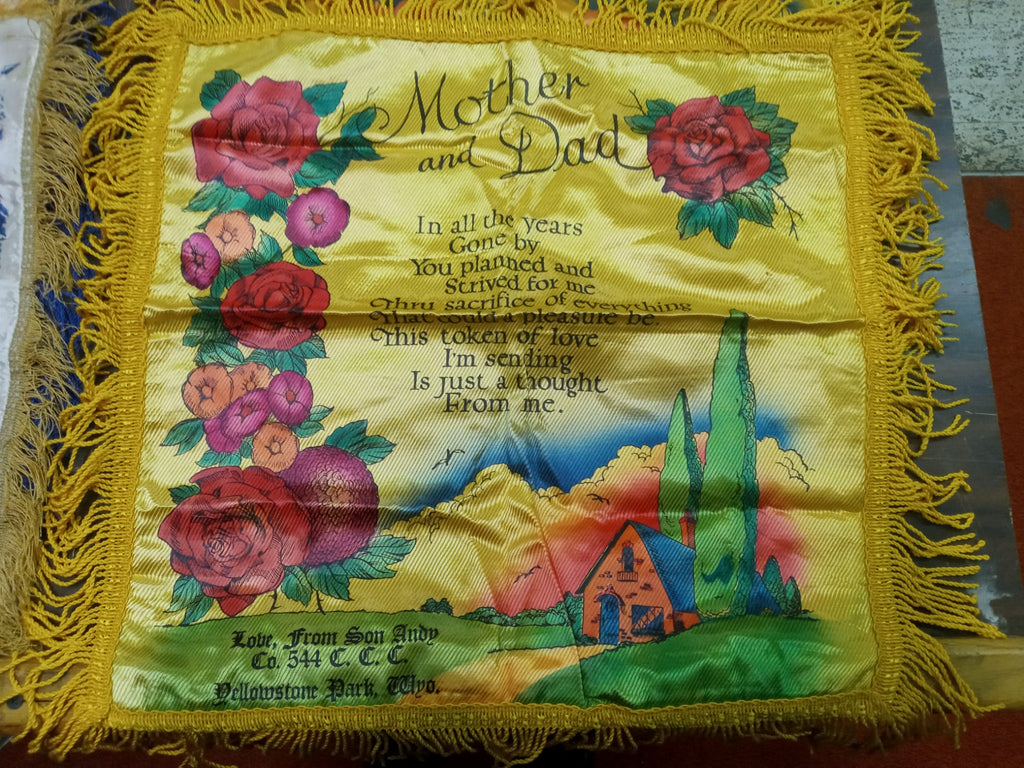 Mother
and Dad
In all the years
Gone by
You planned and
Strived for me
Thru sacrifice of everything
That could a pleasure be.
This token of love
I'm sending
Is just a thought
From me.
Love, From Son Andy
Co. 544 C. C. C.
Yellowstone Park, Wyo.